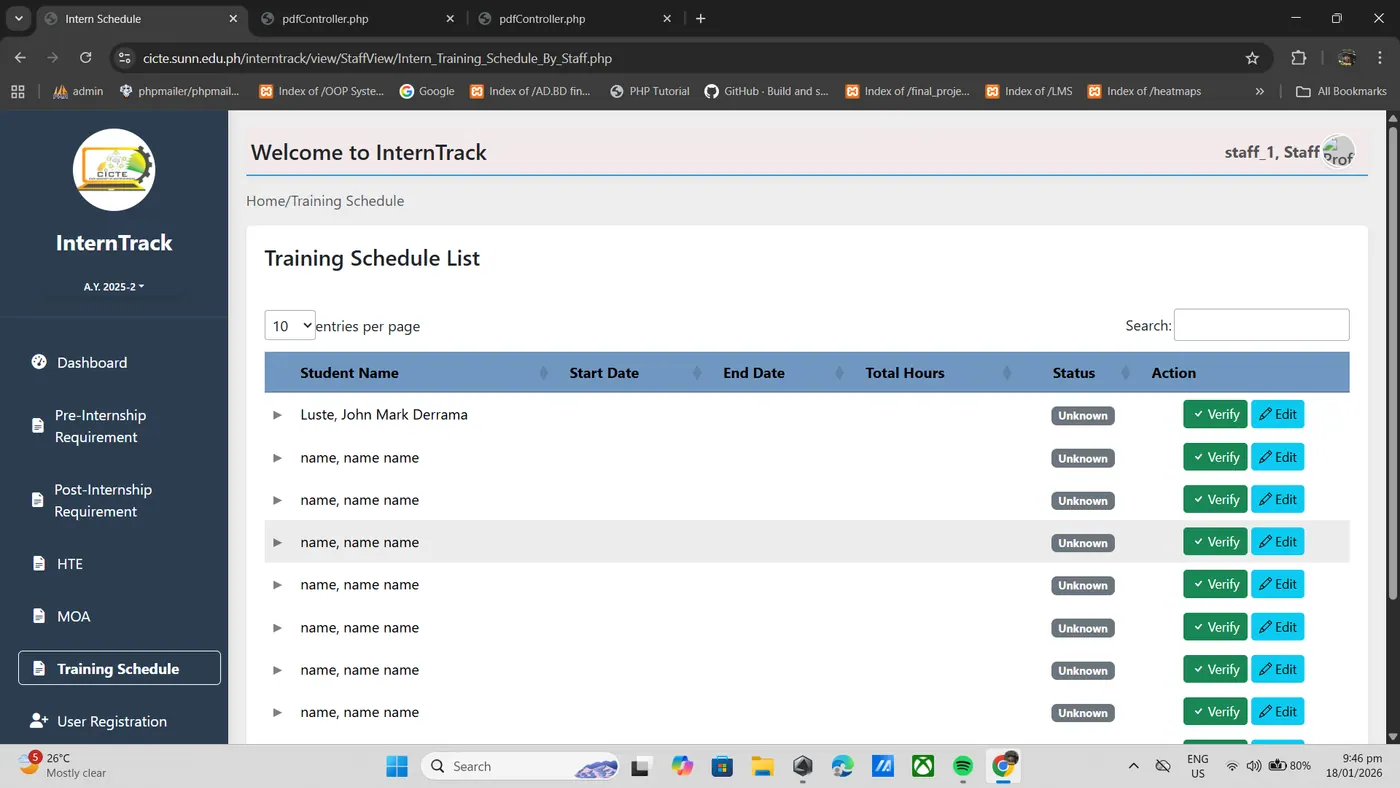 Intern Schedule
pdfController.php
pdfController.php
cicte.sunn.edu.ph/interntrack/view/StaffView/Intern_Training_Schedule_By_Staff.php
admin
phpmailer/phpmail...
Index of /OOP Syste...
Google
Index of /AD.BD fin...
PHP Tutorial
GitHub - Build and s...
Index of /final_proje...
Index of /LMS
Index of /heatmaps
»
All Bookmarks
CICTE
InternTrack
A.Y. 2025-2
Dashboard
Pre-Internship
Requirement
Post-Internship
Requirement
HTE
MOA
Training Schedule
User Registration
Welcome to InternTrack
staff_1, Staff
Prof
Home/Training Schedule
Training Schedule List
10 entries per page
Search:
Student Name Start Date End Date Total Hours Status Action
Luste, John Mark Derrama Unknown Verify Edit
name, name name Unknown Verify Edit
name, name name Unknown Verify Edit
name, name name Unknown Verify Edit
name, name name Unknown Verify Edit
name, name name Unknown Verify Edit
name, name name Unknown Verify Edit
name, name name Unknown Verify Edit
5
26°C
Mostly clear
Search
ENG
US
80%
9:46 pm
18/01/2026